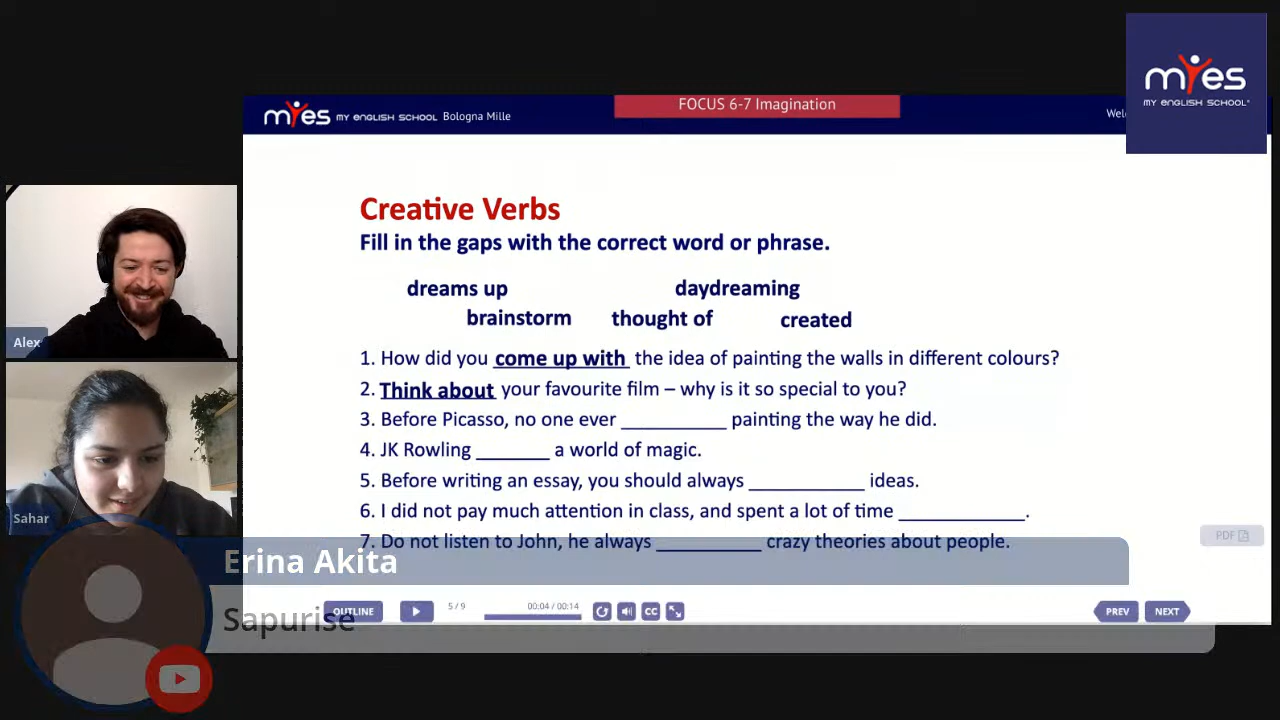 myes
MY ENGLISH SCHOOL®
myes MY ENGLISH SCHOOL Bologna Mille
FOCUS 6-7 Imagination
Wel
Creative Verbs
Fill in the gaps with the correct word or phrase.
dreams up daydreaming
brainstorm thought of created
1. How did you come up with the idea of painting the walls in different colours?
2. Think about your favourite film – why is it so special to you?
3. Before Picasso, no one ever __________ painting the way he did.
4. JK Rowling _______ a world of magic.
5. Before writing an essay, you should always ___________ ideas.
6. I did not pay much attention in class, and spent a lot of time ____________.
7. Do not listen to John, he always __________ crazy theories about people.
Alex
Sahar
PDF
Erina Akita
Sapurise
OUTLINE
5 / 9
00:04 / 00:14
CC
PREV
NEXT